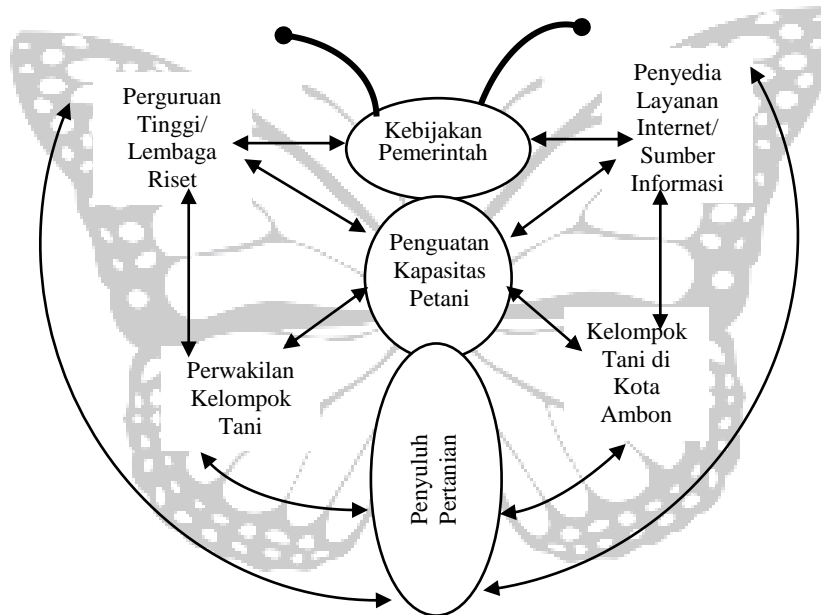 Perguruan
Tinggi/
Lembaga
Riset
Kebijakan
Pemerintah
Penyedia
Layanan
Internet/
Sumber
Informasi
Penguatan
Kapasitas
Petani
Perwakilan
Kelompok
Tani
Kelompok
Tani di
Kota
Ambon
Penyuluh
Pertanian